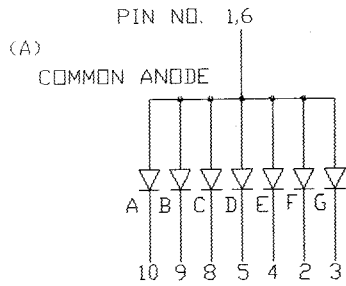 PIN NO. 1,6
(A)
COMMON ANODE
A B C D E F G
10 9 8 5 4 2 3